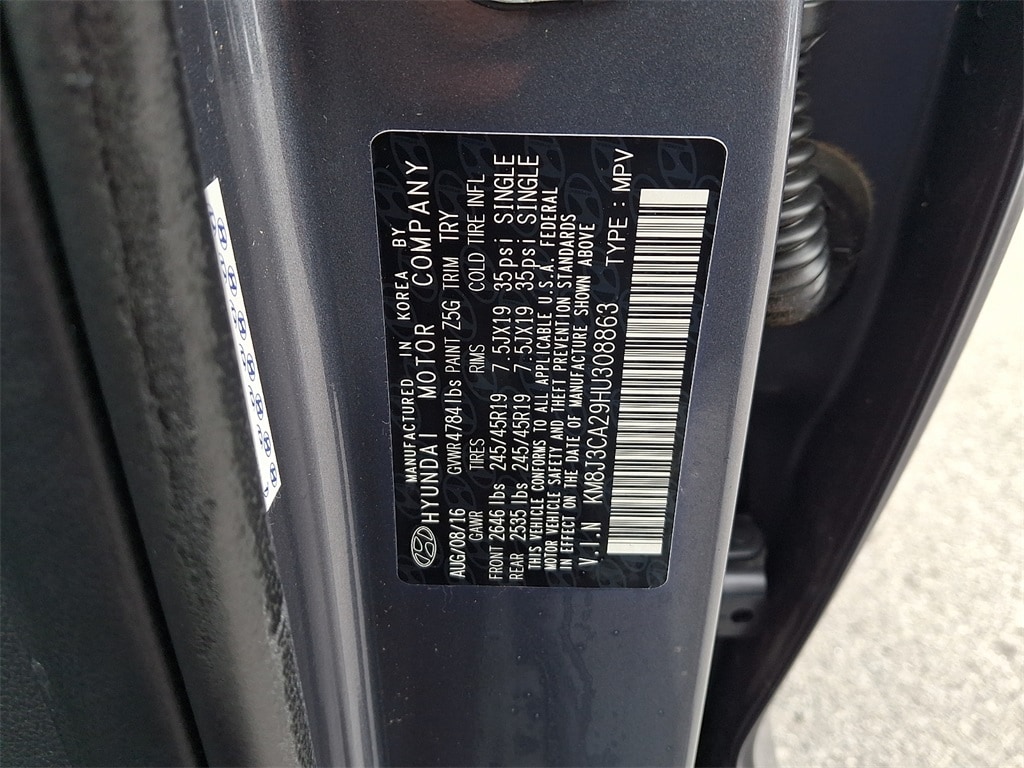 MANUFACTURED IN KOREA BY
HYUNDAI MOTOR COMPANY
AUG/08/16 GVWR4784lbs PAINT Z5G TRIM TRY
GAWR TIRES RIMS COLD TIRE INFL
FRONT 2646 lbs 245/45R19 7.5JX19 35psi SINGLE
REAR 2535 lbs 245/45R19 7.5JX19 35psi SINGLE
THIS VEHICLE CONFORMS TO ALL APPLICABLE U.S.A. FEDERAL
MOTOR VEHICLE SAFETY AND THEFT PREVENTION STANDARDS
IN EFFECT ON THE DATE OF MANUFACTURE SHOWN ABOVE
V.I.N KM8J3CA29HU308863 TYPE : MPV